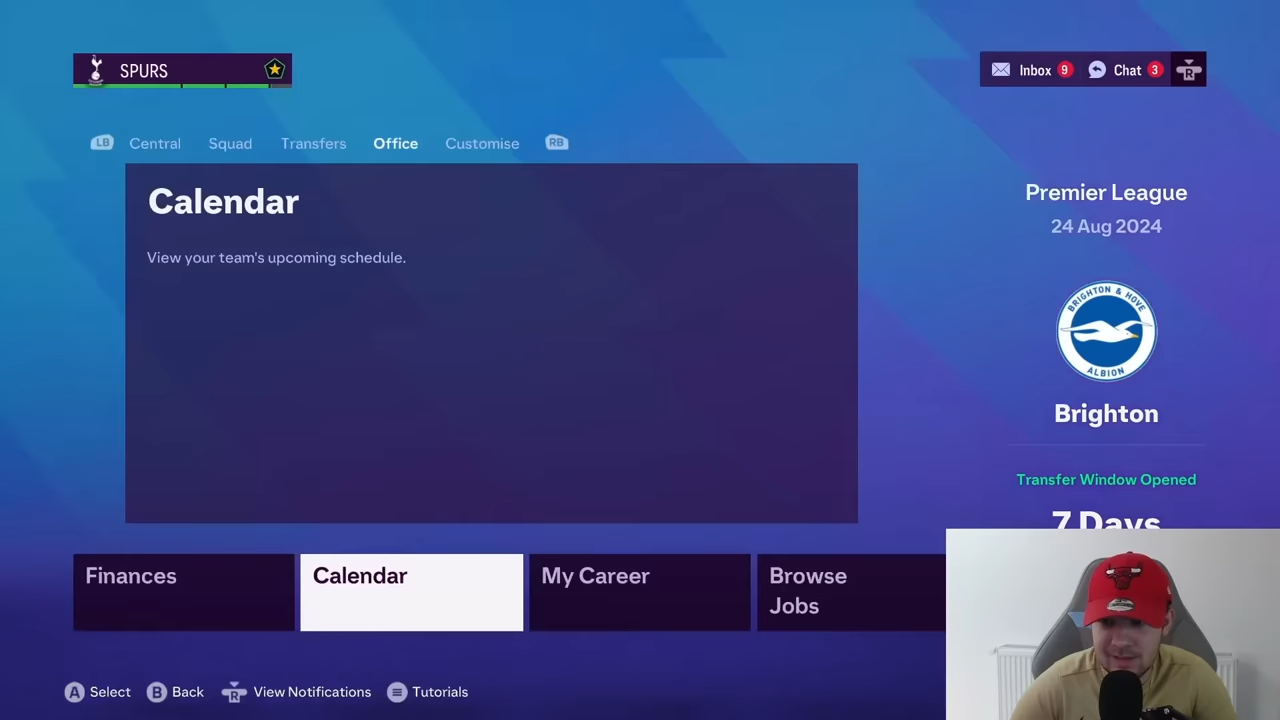 SPURS
Inbox 9 Chat 3 R
LB Central Squad Transfers Office Customise RB
Calendar
View your team's upcoming schedule.
Premier League
24 Aug 2024
BRIGHTON & HOVE
ALBION
Brighton
Transfer Window Opened
7 Days
Finances
Calendar
My Career
Browse
Jobs
A Select B Back R View Notifications Tutorials